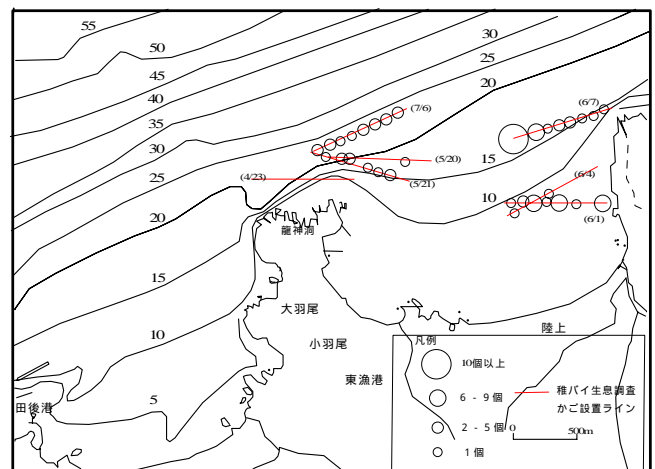 55
50
45
40
35
30
25
20
30
25
20
15
10
15
10
5
(7/6)
(6/7)
(5/20)
(4/23)
(5/21)
(6/4)
(6/1)
龍神洞
大羽尾
小羽尾
東漁港
陸上
田後港
凡例
10個以上
6 - 9個
2 - 5個
1個
稚バイ生息調査
かご設置ライン
0 500m